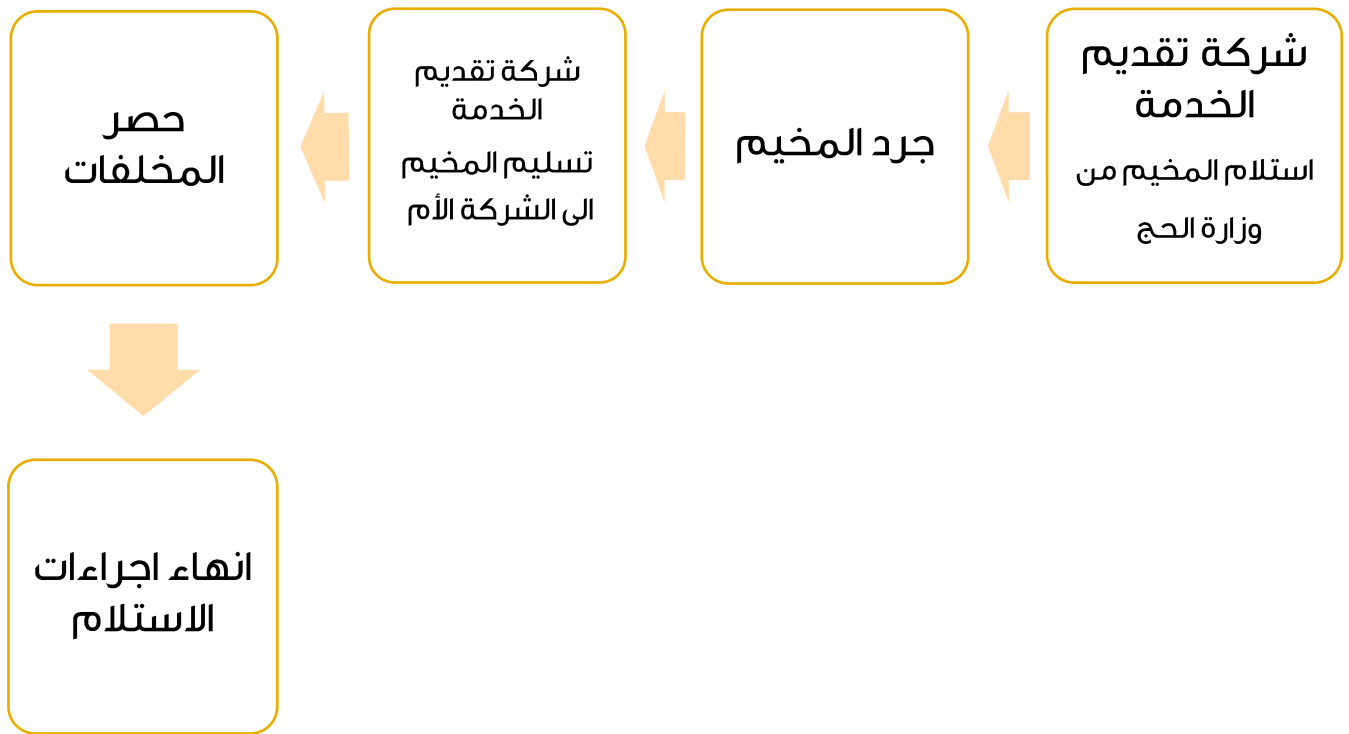 شركة تقديم
الخدمة
استلام المخيم من
وزارة الحج
جرد المخيم
شركة تقديم
الخدمة
تسليم المخيم
الى الشركة الأم
حصر
المخلفات
انهاء اجراءات
الاستلام